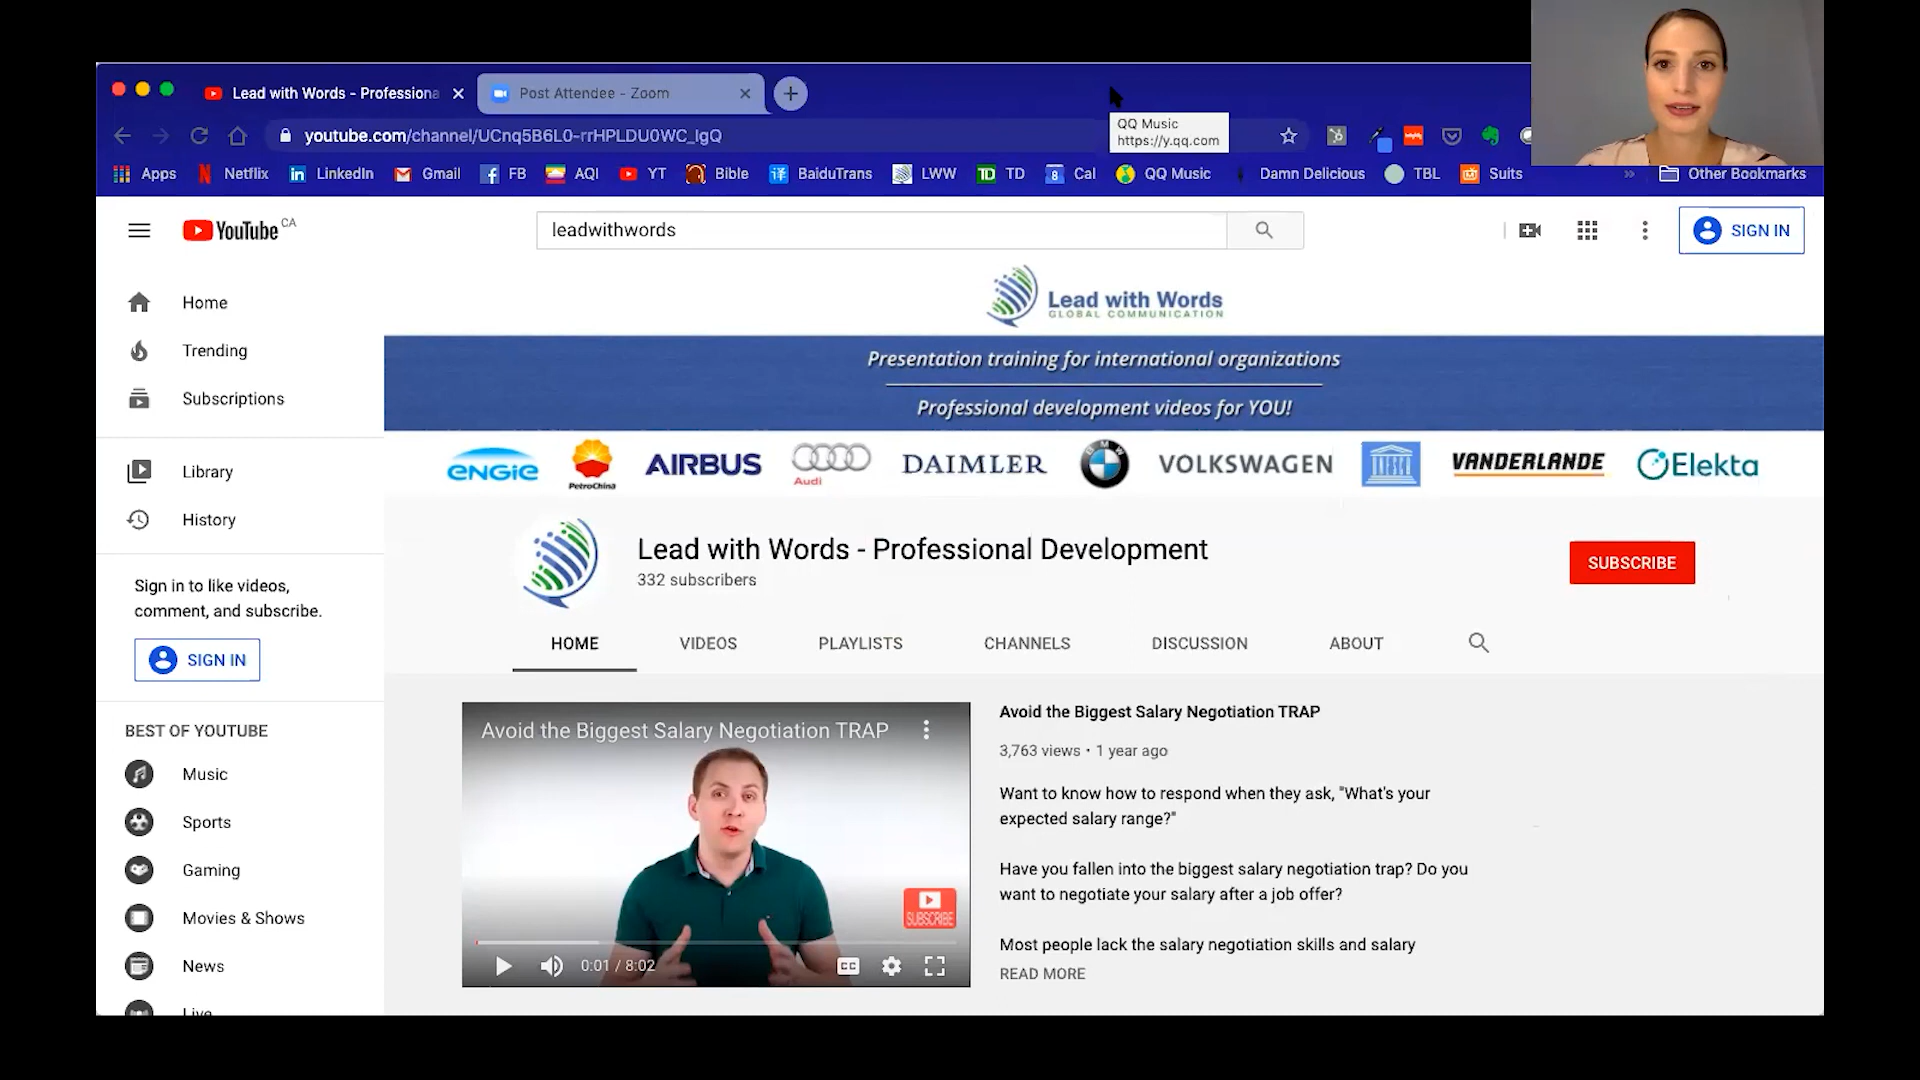 Lead with Words - Professiona
Post Attendee - Zoom
youtube.com/channel/UCnq5B6L0-rrHPLDU0WC_lgQ
QQ Music
https://y.qq.com
Apps
Netflix
LinkedIn
Gmail
FB
AQI
YT
Bible
BaiduTrans
LWW
TD
Cal
QQ Music
Damn Delicious
TBL
Suits
Other Bookmarks
YouTube CA
leadwithwords
SIGN IN
Home
Trending
Subscriptions
Library
History
Sign in to like videos,
comment, and subscribe.
SIGN IN
BEST OF YOUTUBE
Music
Sports
Gaming
Movies & Shows
News
Live
Lead with Words
GLOBAL COMMUNICATION
Presentation training for international organizations
Professional development videos for YOU!
ENGIE
PetroChina
AIRBUS
Audi
DAIMLER
BMW
VOLKSWAGEN
UNESCO
VANDERLANDE
Elekta
Lead with Words - Professional Development
332 subscribers
SUBSCRIBE
HOME
VIDEOS
PLAYLISTS
CHANNELS
DISCUSSION
ABOUT
Avoid the Biggest Salary Negotiation TRAP
SUBSCRIBE
0:01 / 8:02
CC
Avoid the Biggest Salary Negotiation TRAP
3,763 views • 1 year ago
Want to know how to respond when they ask, "What's your
expected salary range?"
Have you fallen into the biggest salary negotiation trap? Do you
want to negotiate your salary after a job offer?
Most people lack the salary negotiation skills and salary
READ MORE